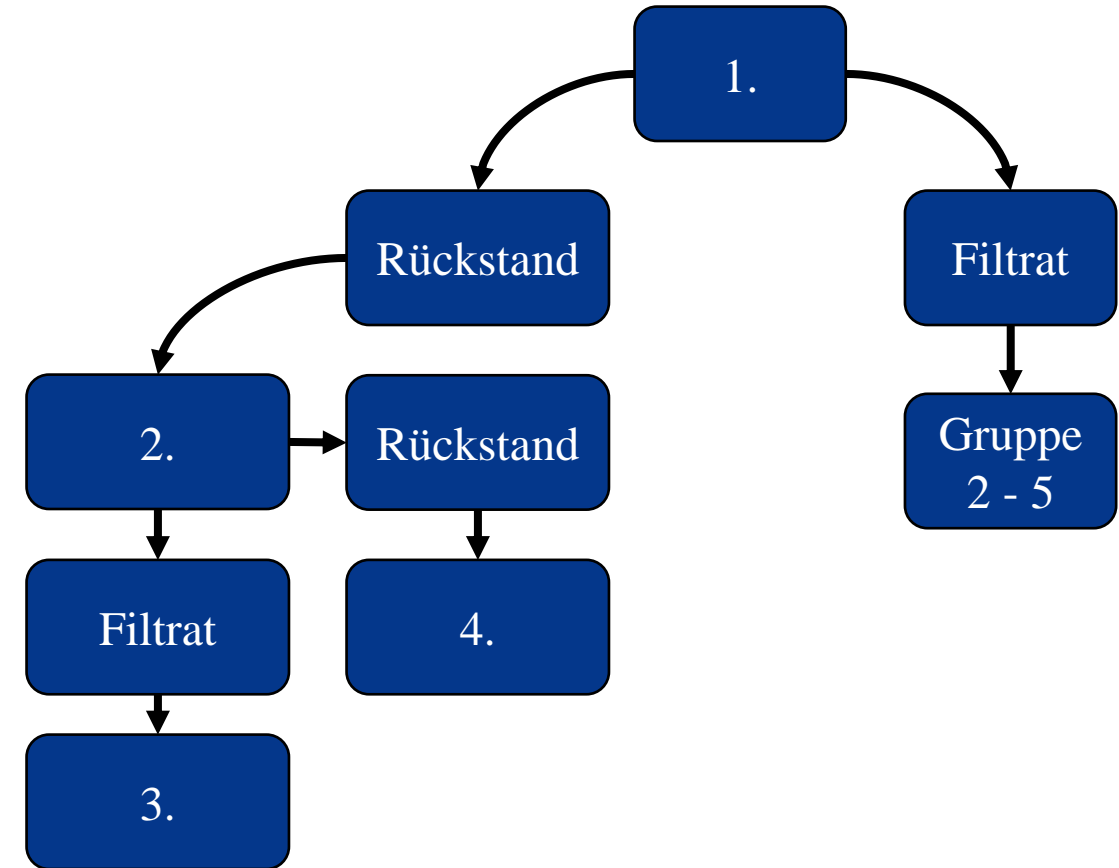 1.
Rückstand
Filtrat
2.
Rückstand
Gruppe
2 - 5
Filtrat
4.
3.